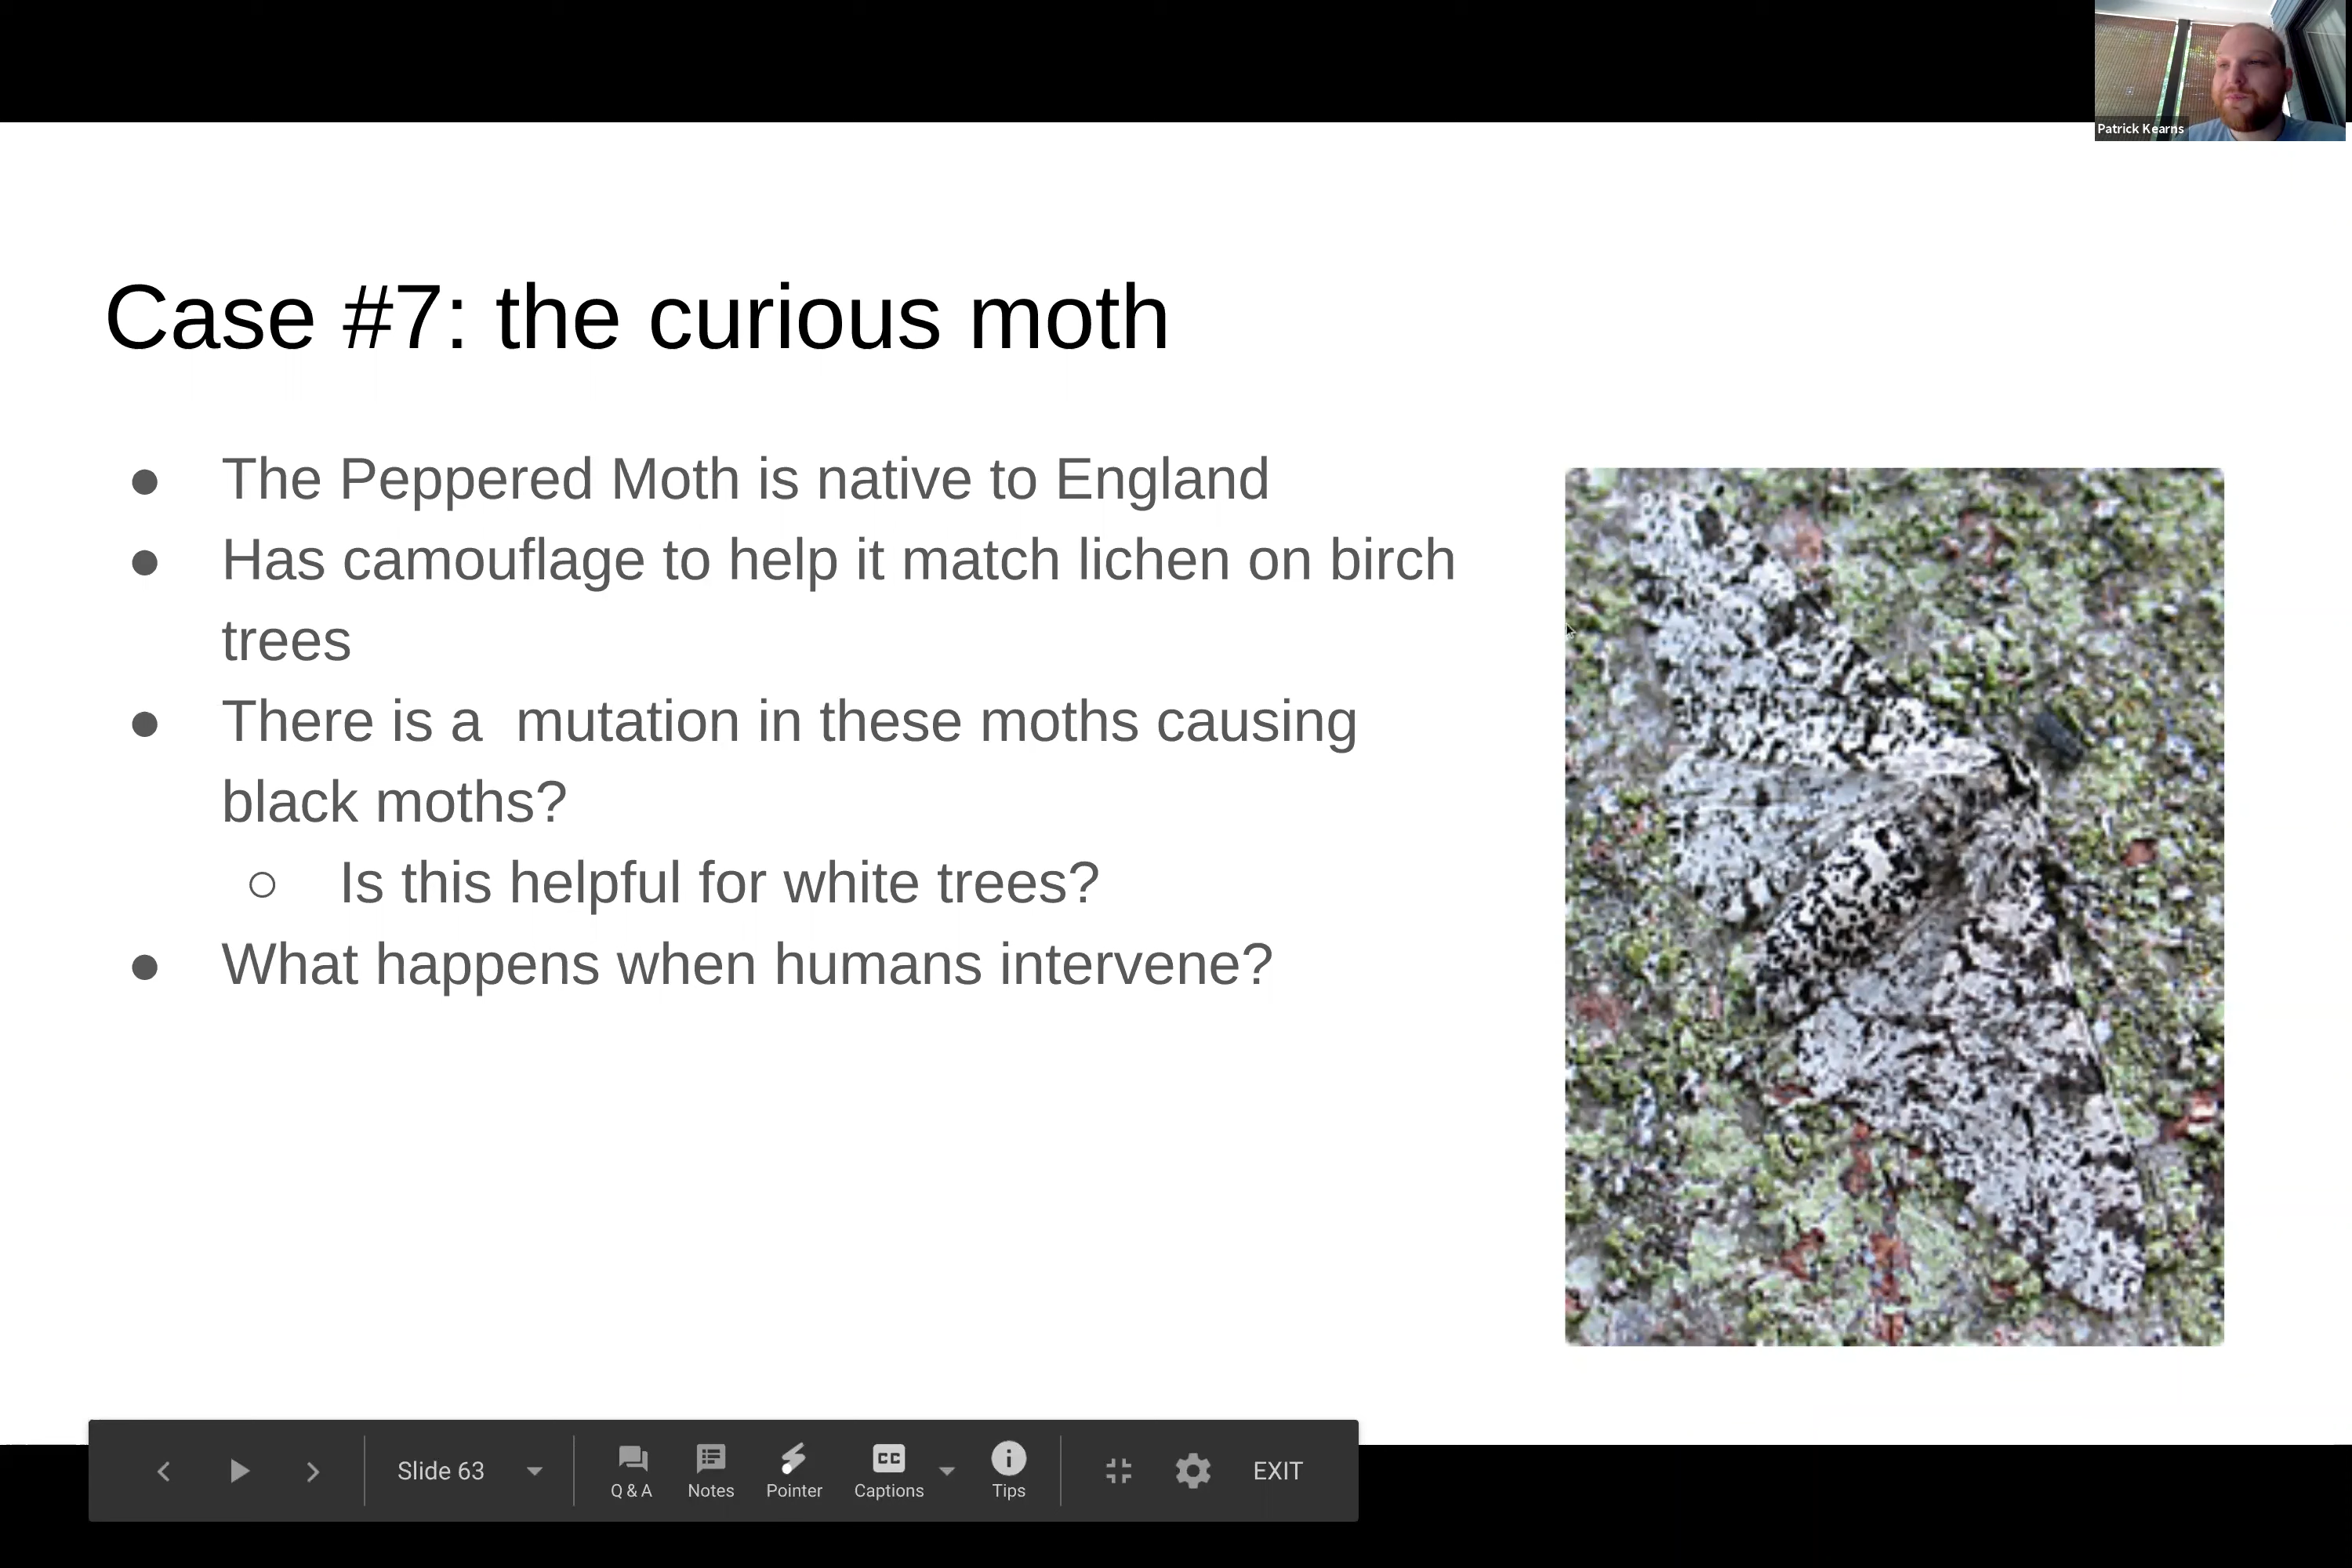 Patrick Kearns
Case #7: the curious moth
● The Peppered Moth is native to England
● Has camouflage to help it match lichen on birch
trees
● There is a  mutation in these moths causing
black moths?
○ Is this helpful for white trees?
● What happens when humans intervene?
Slide 63
Q & A
Notes
Pointer
CC
Captions
Tips
EXIT